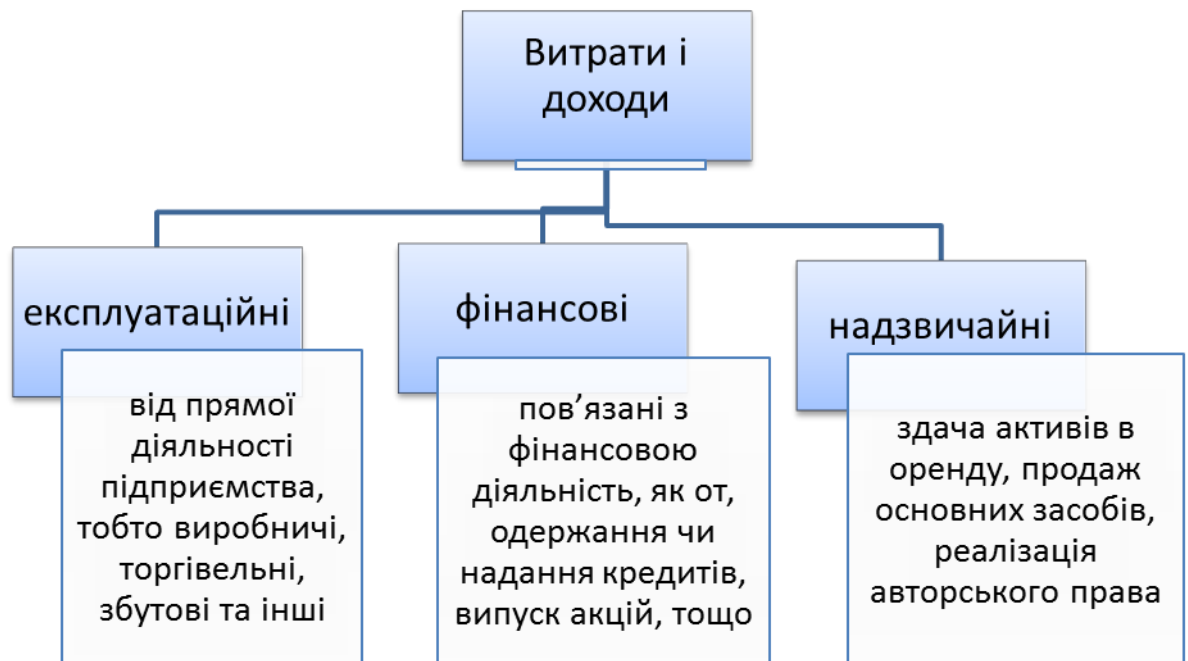 Витрати і
доходи
експлуатаційні
від прямої
діяльності
підприємства,
тобто виробничі,
торгівельні,
збутові та інші
фінансові
пов’язані з
фінансовою
діяльність, як от,
одержання чи
надання кредитів,
випуск акцій, тощо
надзвичайні
здача активів в
оренду, продаж
основних засобів,
реалізація
авторського права